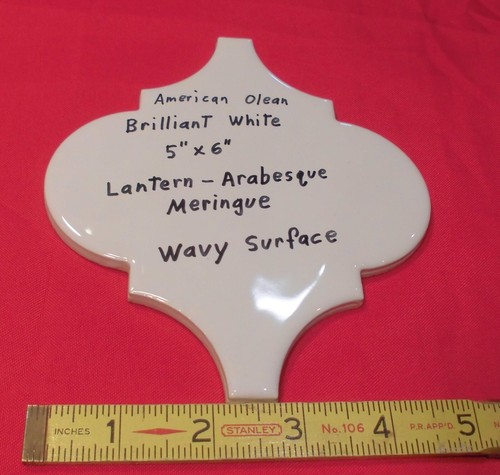 American Olean
Brilliant White
5" x 6"
Lantern - Arabesque
Meringue
Wavy Surface
INCHES 1 2 STANLEY 3 No. 106 4 P.R. APP'D. 5